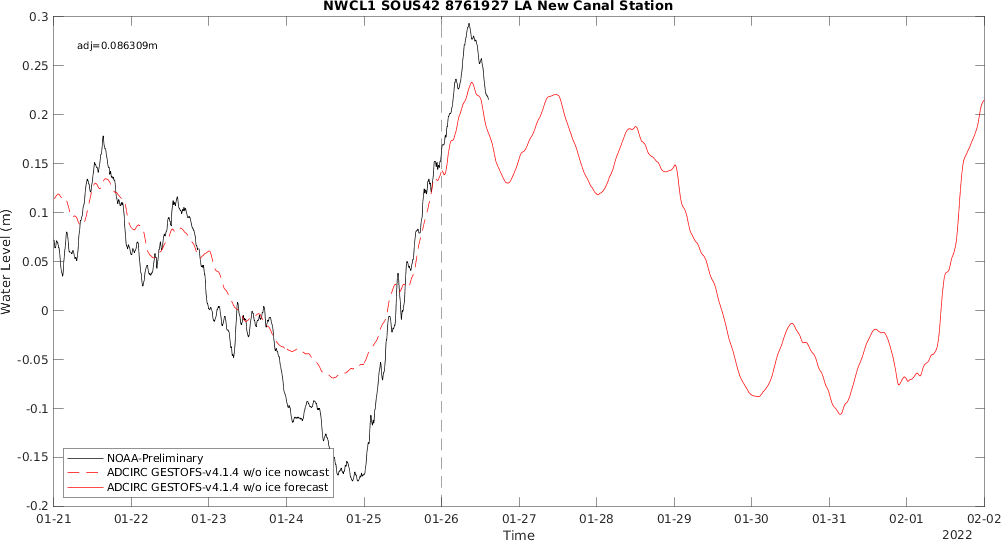 NWCL1 SOUS42 8761927 LA New Canal Station
adj=0.086309m
0.3
0.25
0.2
0.15
0.1
0.05
0
-0.05
-0.1
-0.15
-0.2
Water Level (m)
NOAA-Preliminary
ADCIRC GESTOFS-v4.1.4 w/o ice nowcast
ADCIRC GESTOFS-v4.1.4 w/o ice forecast
01-21 01-22 01-23 01-24 01-25 01-26 01-27 01-28 01-29 01-30 01-31 02-01 02-02
Time
2022